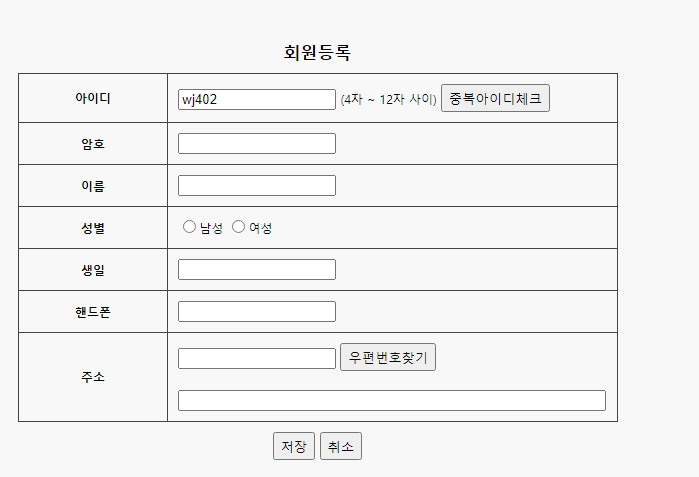 회원등록
아이디 wj402 (4자 ~ 12자 사이) 중복아이디체크
암호
이름
성별 남성 여성
생일
핸드폰
주소 우편번호찾기
저장 취소